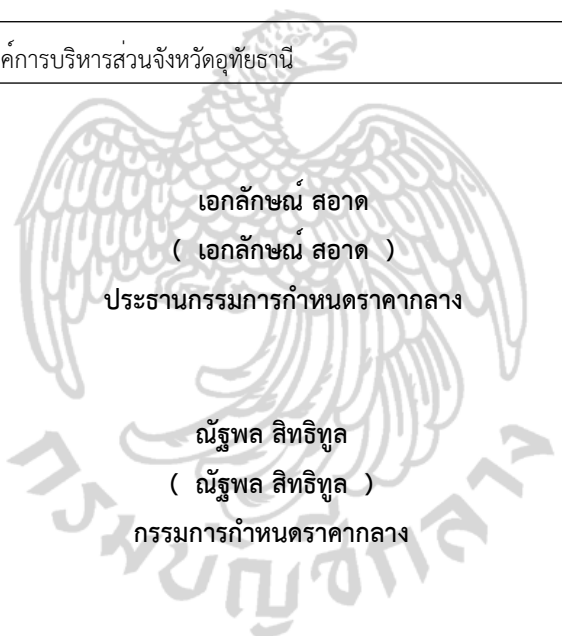 ค์การบริหารส่วนจังหวัดอุทัยธานี
เอกลักษณ์ สอาด
( เอกลักษณ์ สอาด )
ประธานกรรมการกำหนดราคากลาง
ณัฐพล สิทธิทูล
( ณัฐพล สิทธิทูล )
กรรมการกำหนดราคากลาง
กรมบัญชีกลาง